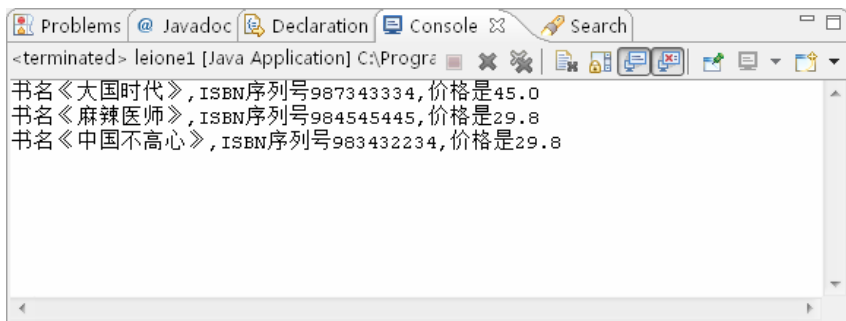 Problems @ Javadoc Declaration Console Search
<terminated> leione1 [Java Application] C:\Progra
书名《大国时代》,ISBN序列号987343334,价格是45.0
书名《麻辣医师》,ISBN序列号984545445,价格是29.8
书名《中国不高心》,ISBN序列号983432234,价格是29.8